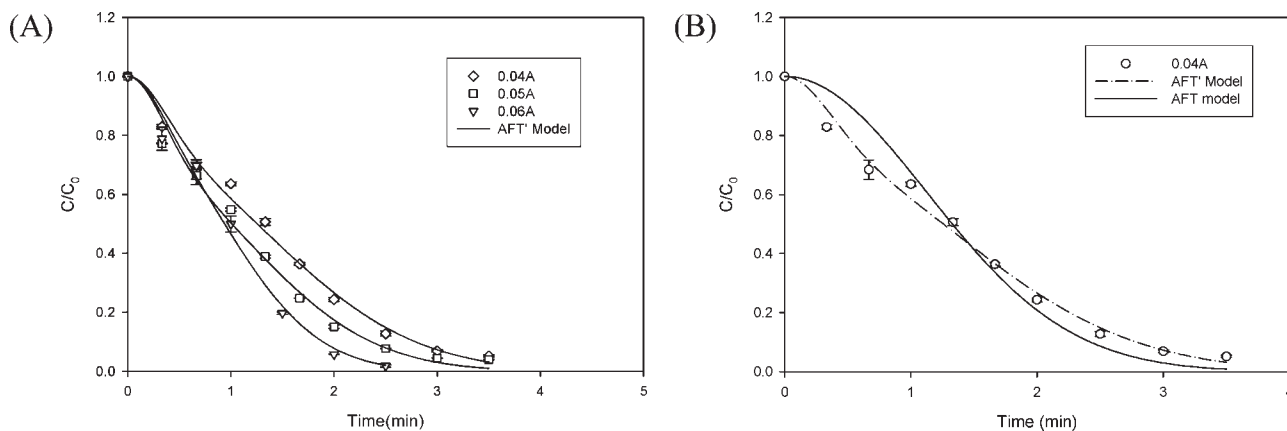 (A)
1.2
1.0
0.8
0.6
0.4
0.2
0.0
C/C0
0 1 2 3 4 5
Time(min)
0.04A
0.05A
0.06A
AFT' Model
(B)
1.2
1.0
0.8
0.6
0.4
0.2
0.0
C/C0
0 1 2 3 4
Time (min)
0.04A
AFT' Model
AFT model